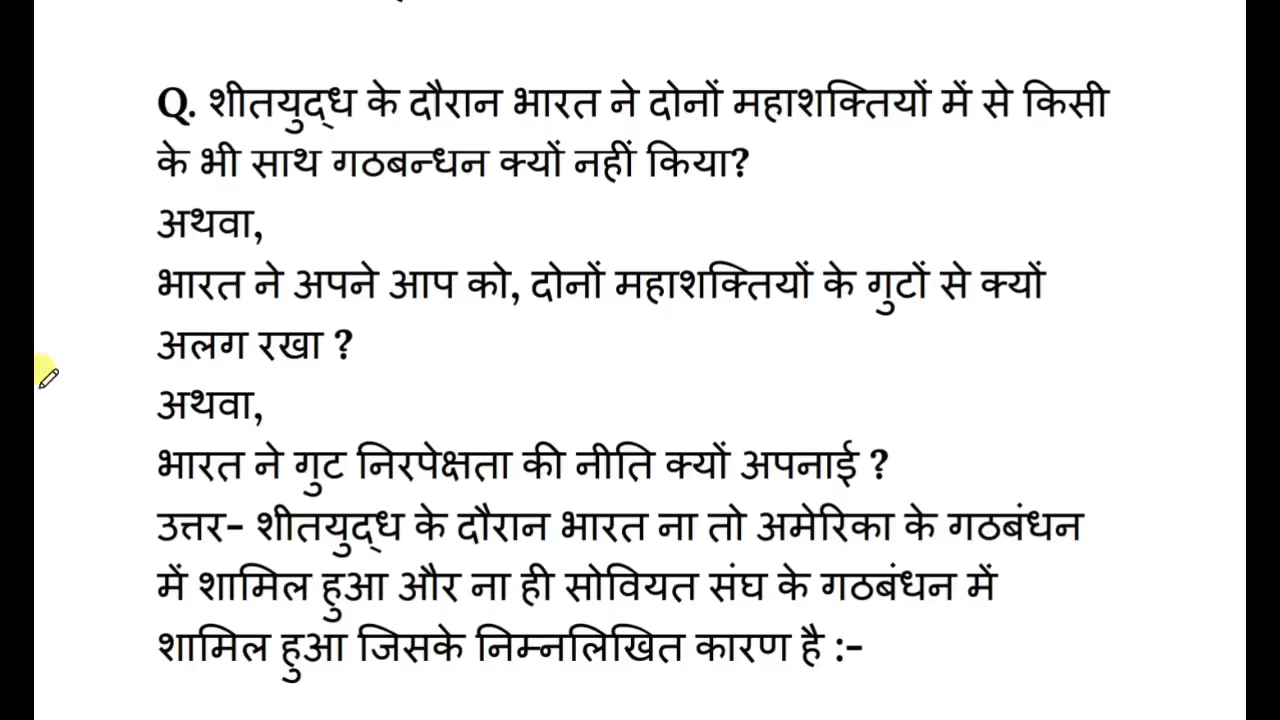 Q. शीतयुद्ध के दौरान भारत ने दोनों महाशक्तियों में से किसी
के भी साथ गठबन्धन क्यों नहीं किया?
अथवा,
भारत ने अपने आप को, दोनों महाशक्तियों के गुटों से क्यों
अलग रखा ?
अथवा,
भारत ने गुट निरपेक्षता की नीति क्यों अपनाई ?
उत्तर- शीतयुद्ध के दौरान भारत ना तो अमेरिका के गठबंधन
में शामिल हुआ और ना ही सोवियत संघ के गठबंधन में
शामिल हुआ जिसके निम्नलिखित कारण है :-